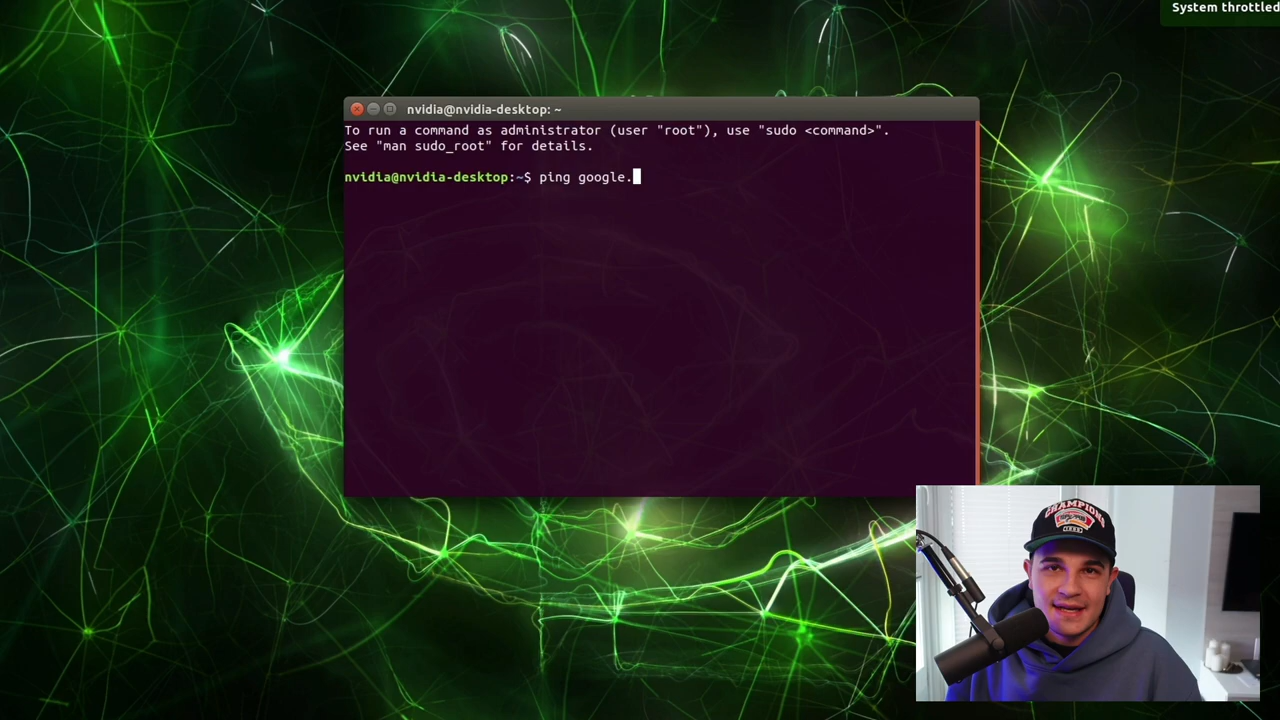 System throttled
nvidia@nvidia-desktop: ~
To run a command as administrator (user "root"), use "sudo <command>".
See "man sudo_root" for details.
nvidia@nvidia-desktop:~$ ping google.
CHAMPIONS